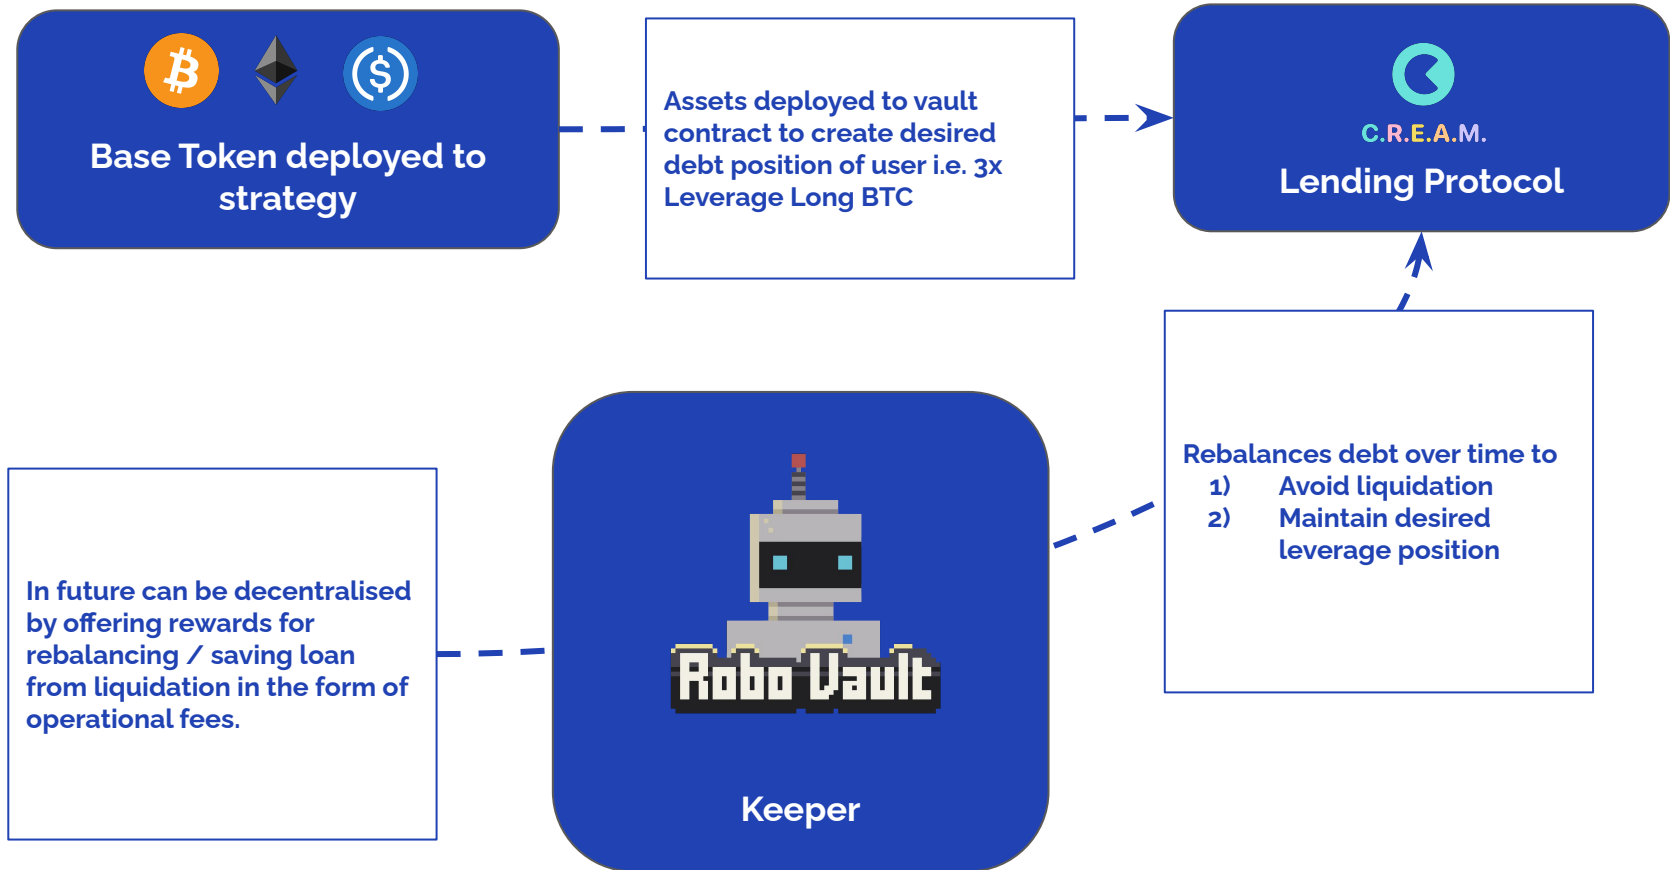 Base Token deployed to
strategy
Assets deployed to vault
contract to create desired
debt position of user i.e. 3x
Leverage Long BTC
C.R.E.A.M.
Lending Protocol
Rebalances debt over time to
1) Avoid liquidation
2) Maintain desired
leverage position
In future can be decentralised
by offering rewards for
rebalancing / saving loan
from liquidation in the form of
operational fees.
Robo Vault
Keeper